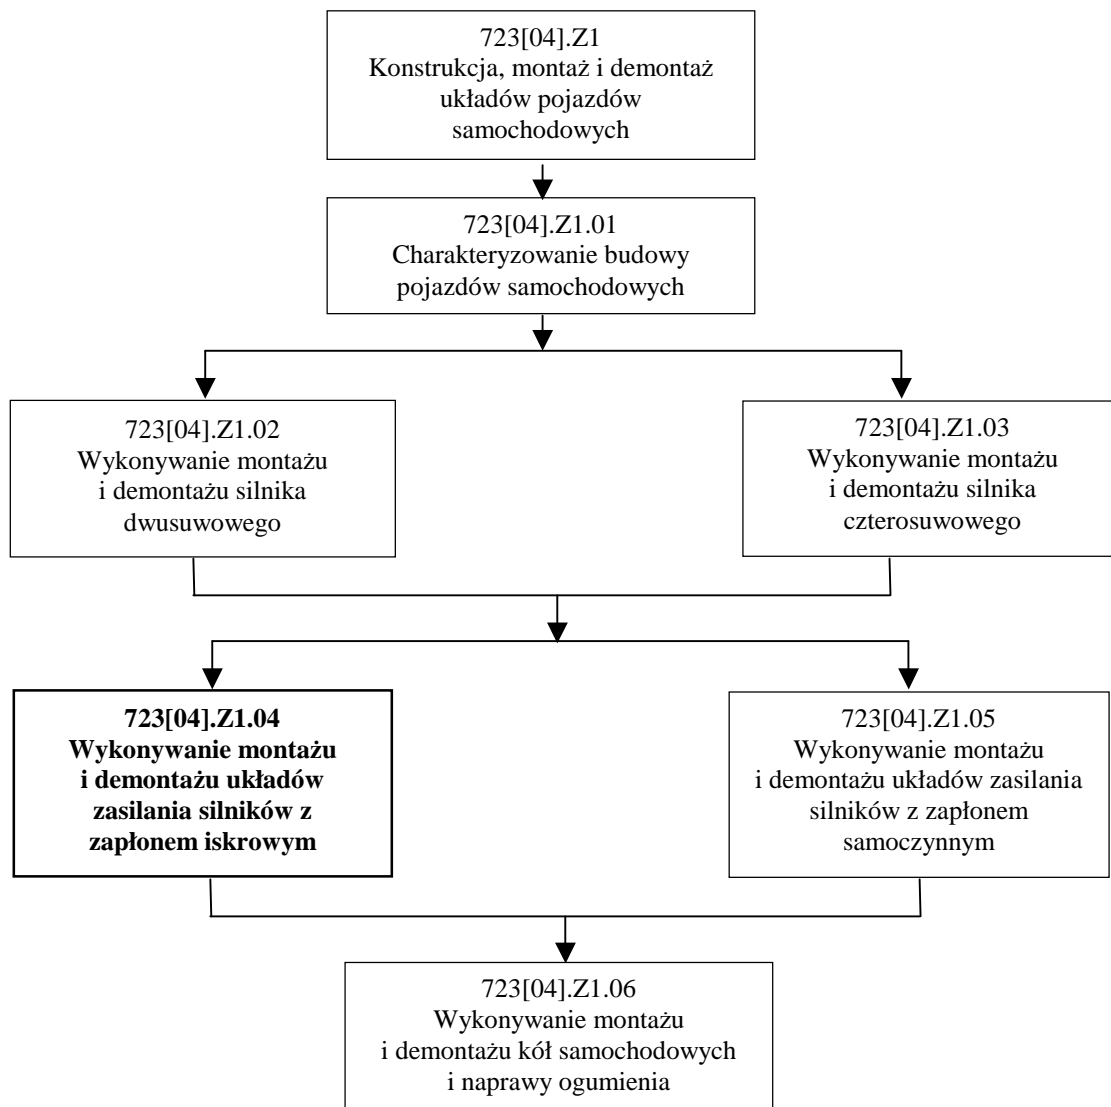 723[04].Z1
Konstrukcja, montaż i demontaż
układów pojazdów
samochodowych
723[04].Z1.01
Charakteryzowanie budowy
pojazdów samochodowych
723[04].Z1.02
Wykonywanie montażu
i demontażu silnika
dwusuwowego
723[04].Z1.03
Wykonywanie montażu
i demontażu silnika
czterosuwowego
723[04].Z1.04
Wykonywanie montażu
i demontażu układów
zasilania silników z
zapłonem iskrowym
723[04].Z1.05
Wykonywanie montażu
i demontażu układów zasilania
silników z zapłonem
samoczynnym
723[04].Z1.06
Wykonywanie montażu
i demontażu kół samochodowych
i naprawy ogumienia